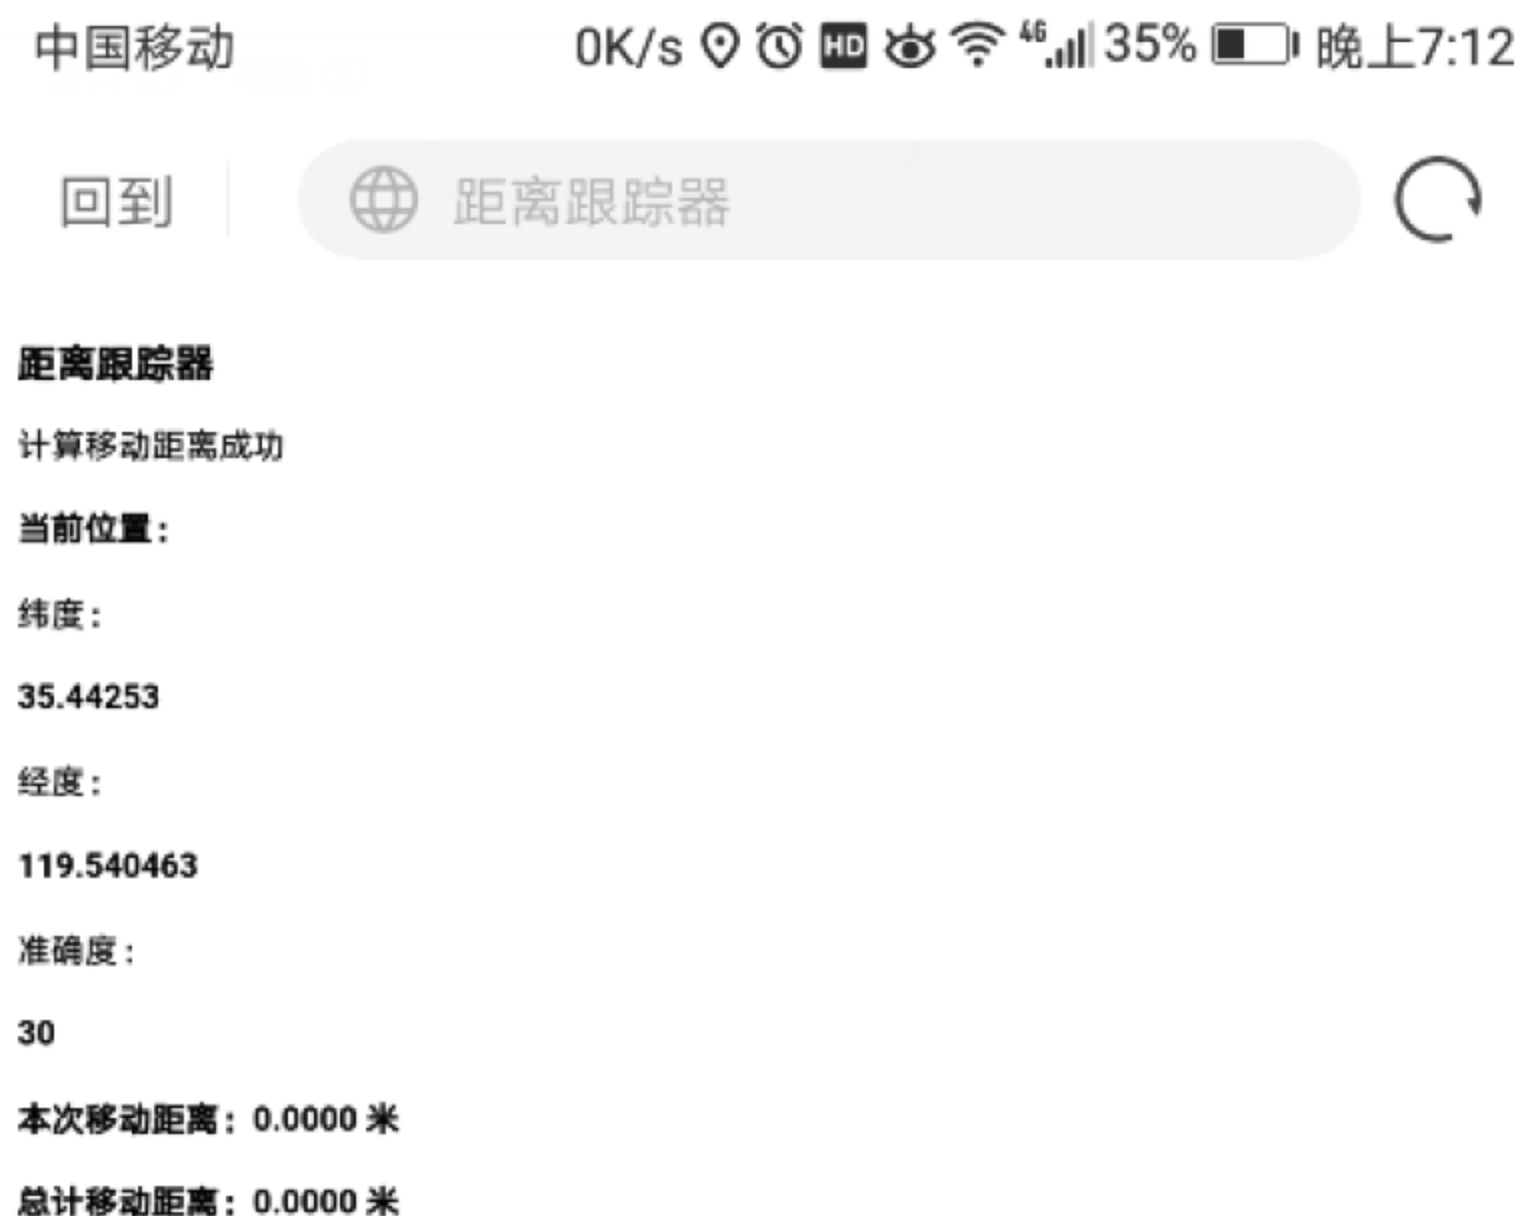 中国移动 0K/s HD 4G 35% 晚上7:12
回到 距离跟踪器
距离跟踪器
计算移动距离成功
当前位置：
纬度：
35.44253
经度：
119.540463
准确度：
30
本次移动距离：0.0000 米
总计移动距离：0.0000 米